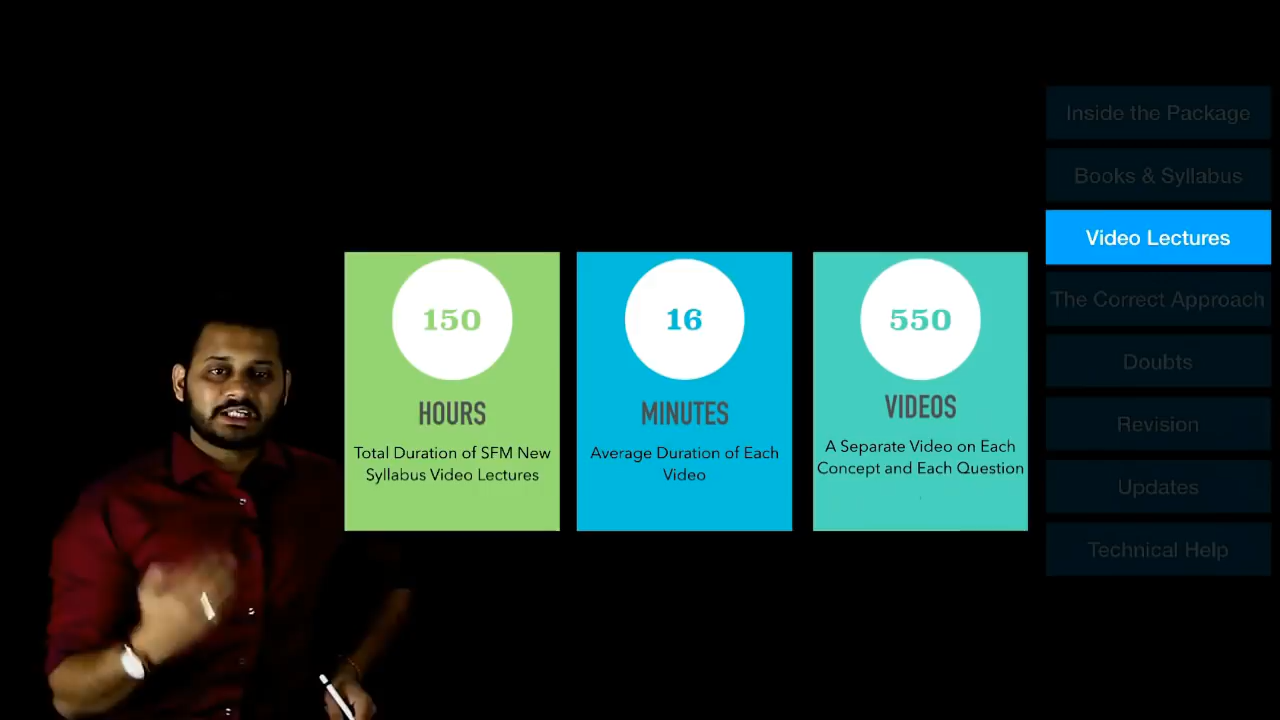 150
HOURS
Total Duration of SFM New
Syllabus Video Lectures
16
MINUTES
Average Duration of Each
Video
550
VIDEOS
A Separate Video on Each
Concept and Each Question
Inside the Package
Books & Syllabus
Video Lectures
The Correct Approach
Doubts
Revision
Updates
Technical Help